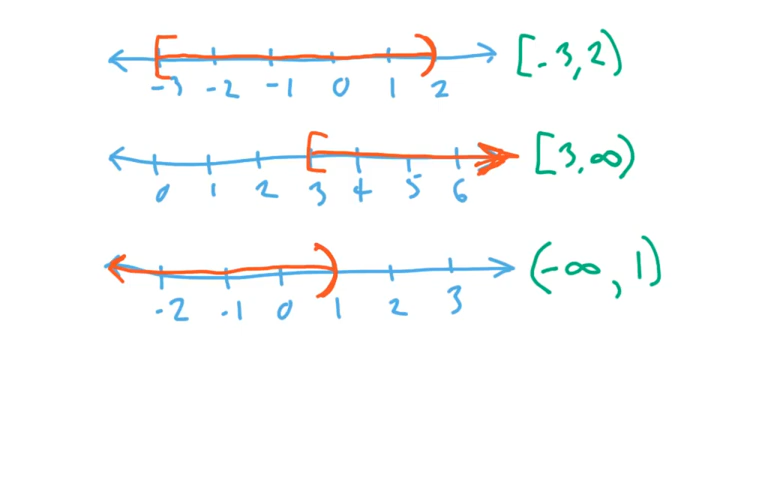 [-3, 2)
-3 -2 -1 0 1 2
[3, ∞)
0 1 2 3 4 5 6
(-∞, 1)
-2 -1 0 1 2 3